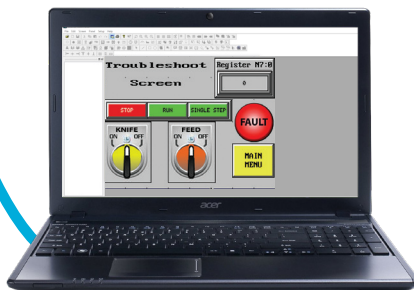 Troubleshoot
Screen
Register N7:0
0
STOP
RUN
SINGLE STEP
KNIFE
ON
OFF
FEED
ON
OFF
FAULT
MAIN
MENU
acer